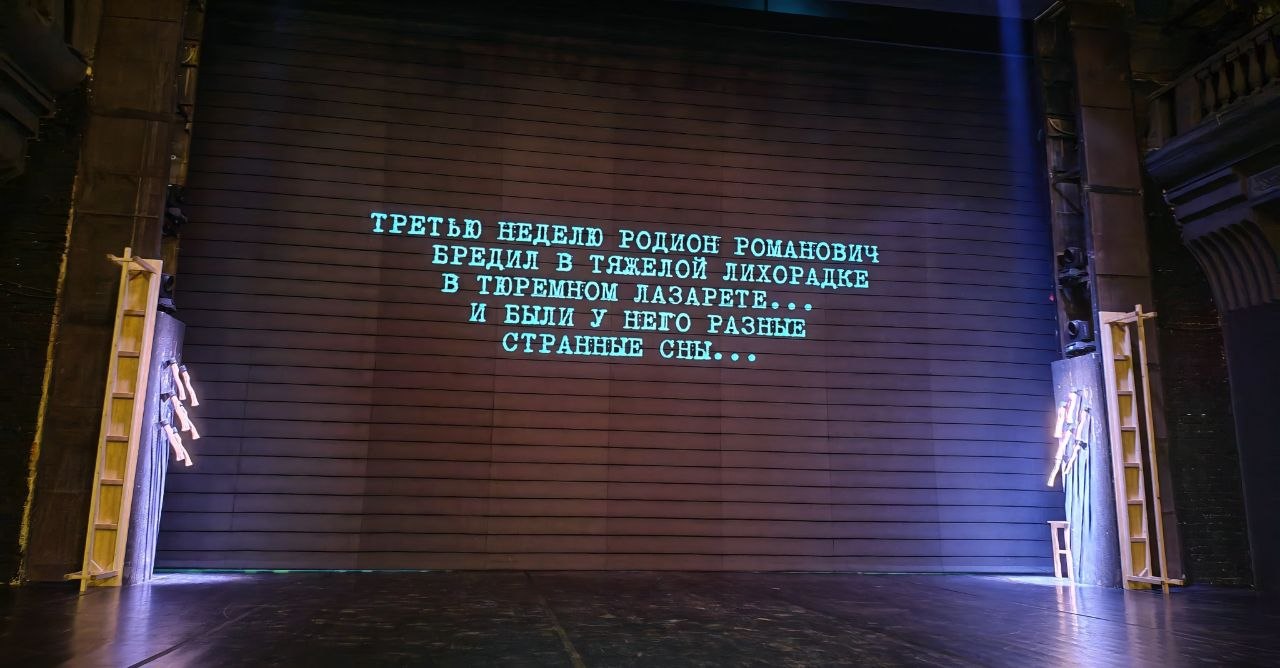 ТРЕТЬЮ НЕДЕЛЮ РОДИОН РОМАНОВИЧ
БРЕДИЛ В ТЯЖЕЛОЙ ЛИХОРАДКЕ
В ТЮРЕМНОМ ЛАЗАРЕТЕ...
И БЫЛИ У НЕГО РАЗНЫЕ
СТРАННЫЕ СНЫ...